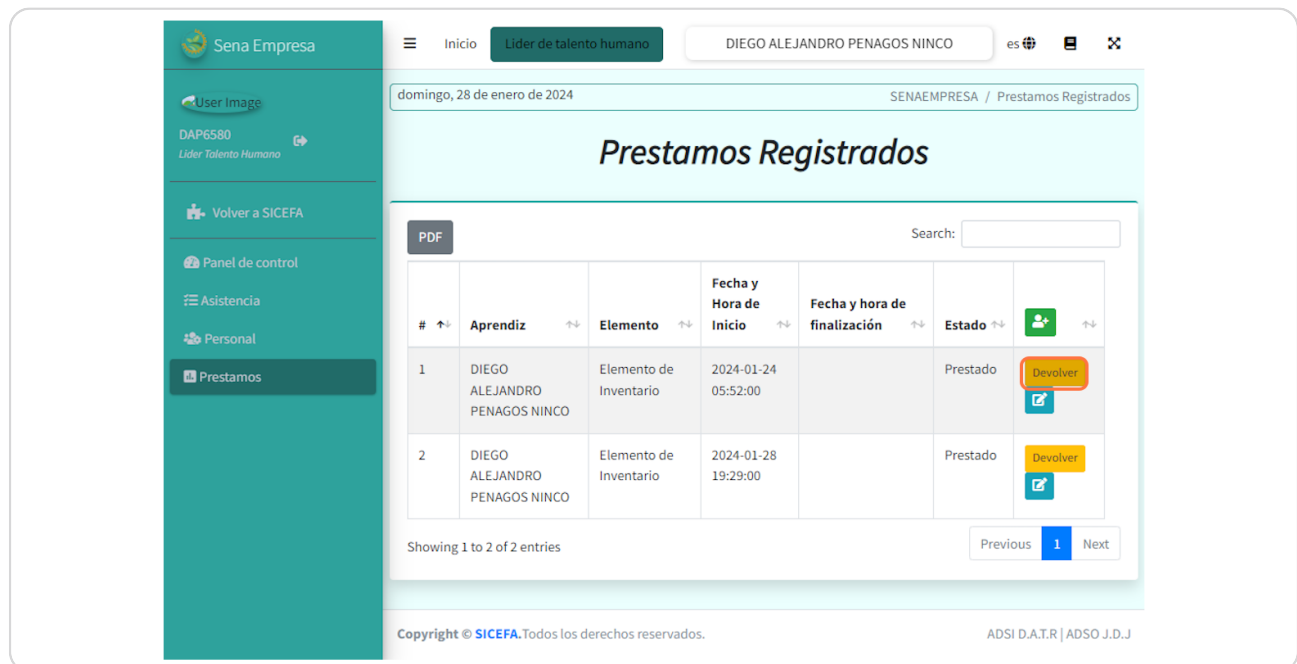 Sena Empresa
Inicio
Lider de talento humano
DIEGO ALEJANDRO PENAGOS NINCO
es
User Image
DAP6580
Lider Talento Humano
Volver a SICEFA
Panel de control
Asistencia
Personal
Prestamos
domingo, 28 de enero de 2024
SENAEMPRESA / Prestamos Registrados
Prestamos Registrados
PDF
Search:
#
Aprendiz
Elemento
Fecha y
Hora de
Inicio
Fecha y hora de
finalización
Estado
1
DIEGO
ALEJANDRO
PENAGOS NINCO
Elemento de
Inventario
2024-01-24
05:52:00
Prestado
Devolver
2
DIEGO
ALEJANDRO
PENAGOS NINCO
Elemento de
Inventario
2024-01-28
19:29:00
Prestado
Devolver
Showing 1 to 2 of 2 entries
Previous 1 Next
Copyright © SICEFA.Todos los derechos reservados.
ADSI D.A.T.R | ADSO J.D.J